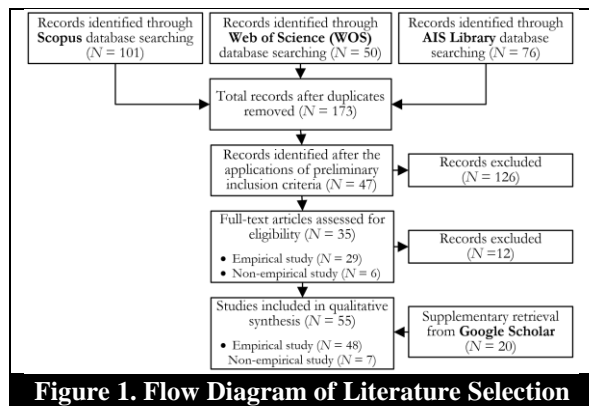 Records identified through
Scopus database searching
(N = 101)
Records identified through
Web of Science (WOS)
database searching (N = 50)
Records identified through
AIS Library database
searching (N = 76)
Total records after duplicates
removed (N = 173)
Records identified after the
applications of preliminary
inclusion criteria (N = 47)
Records excluded
(N = 126)
Full-text articles assessed for
eligibility (N = 35)
• Empirical study (N = 29)
• Non-empirical study (N = 6)
Records excluded
(N =12)
Studies included in qualitative
synthesis (N = 55)
• Empirical study (N = 48)
Non-empirical study (N = 7)
Supplementary retrieval
from Google Scholar
(N = 20)
Figure 1. Flow Diagram of Literature Selection